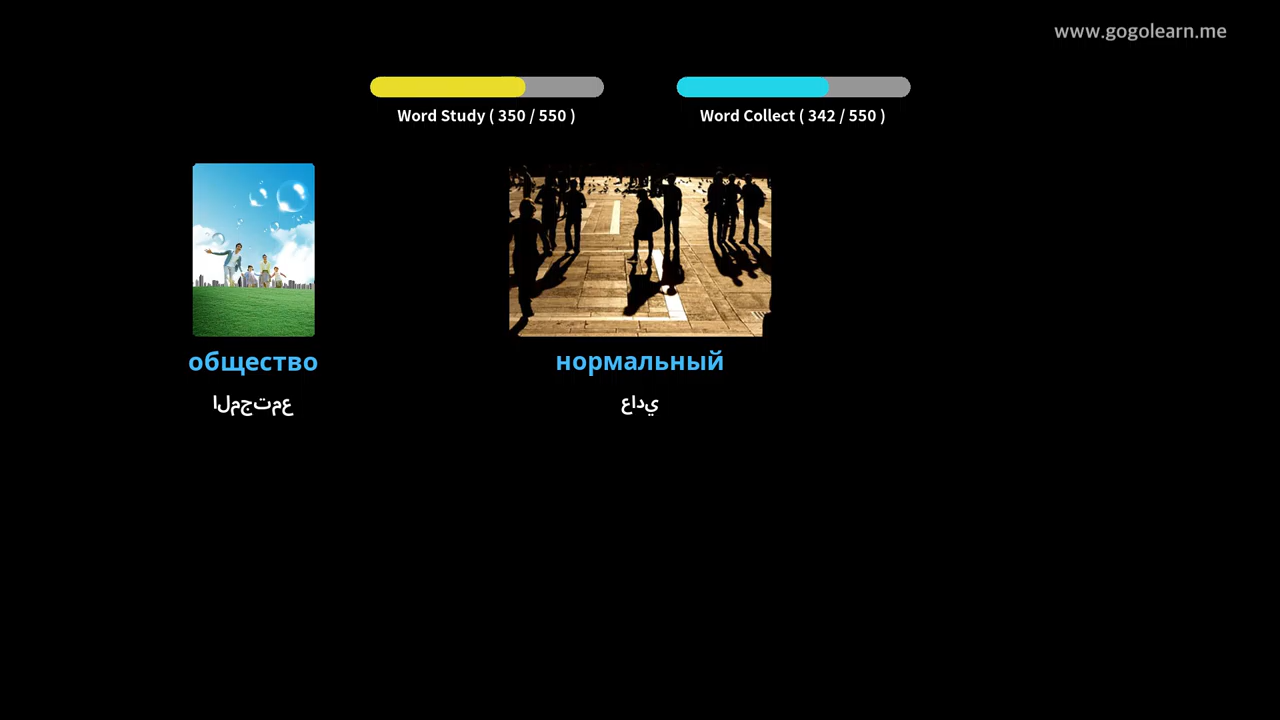 www.gogolearn.me
Word Study ( 350 / 550 )
Word Collect ( 342 / 550 )
общество
المجتمع
нормальный
عادي